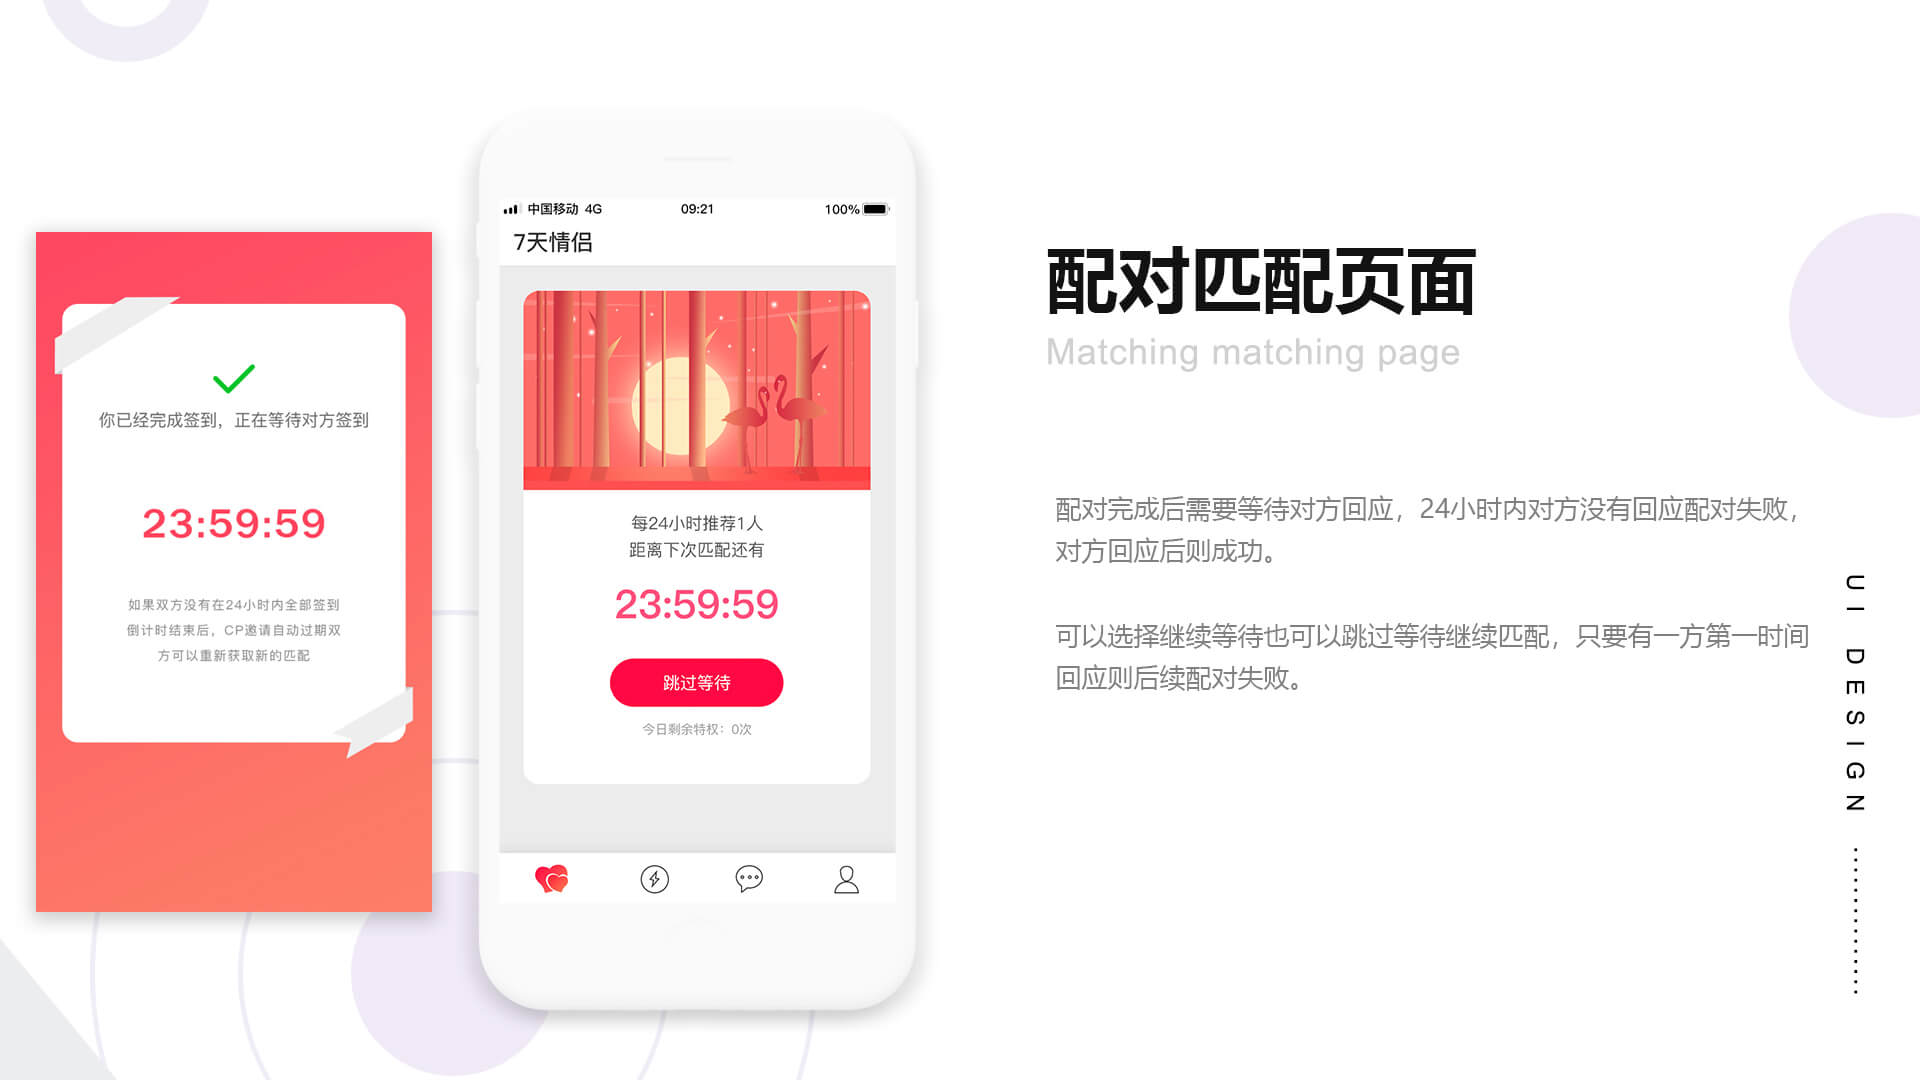 你已经完成签到，正在等待对方签到
23:59:59
如果双方没有在24小时内全部签到
倒计时结束后，CP邀请自动过期双
方可以重新获取新的匹配
中国移动 4G 09:21 100%
7天情侣
每24小时推荐1人
距离下次匹配还有
23:59:59
跳过等待
今日剩余特权：0次
配对匹配页面
Matching matching page
配对完成后需要等待对方回应，24小时内对方没有回应配对失败，
对方回应后则成功。
可以选择继续等待也可以跳过等待继续匹配，只要有一方第一时间
回应则后续配对失败。
UI DESIGN